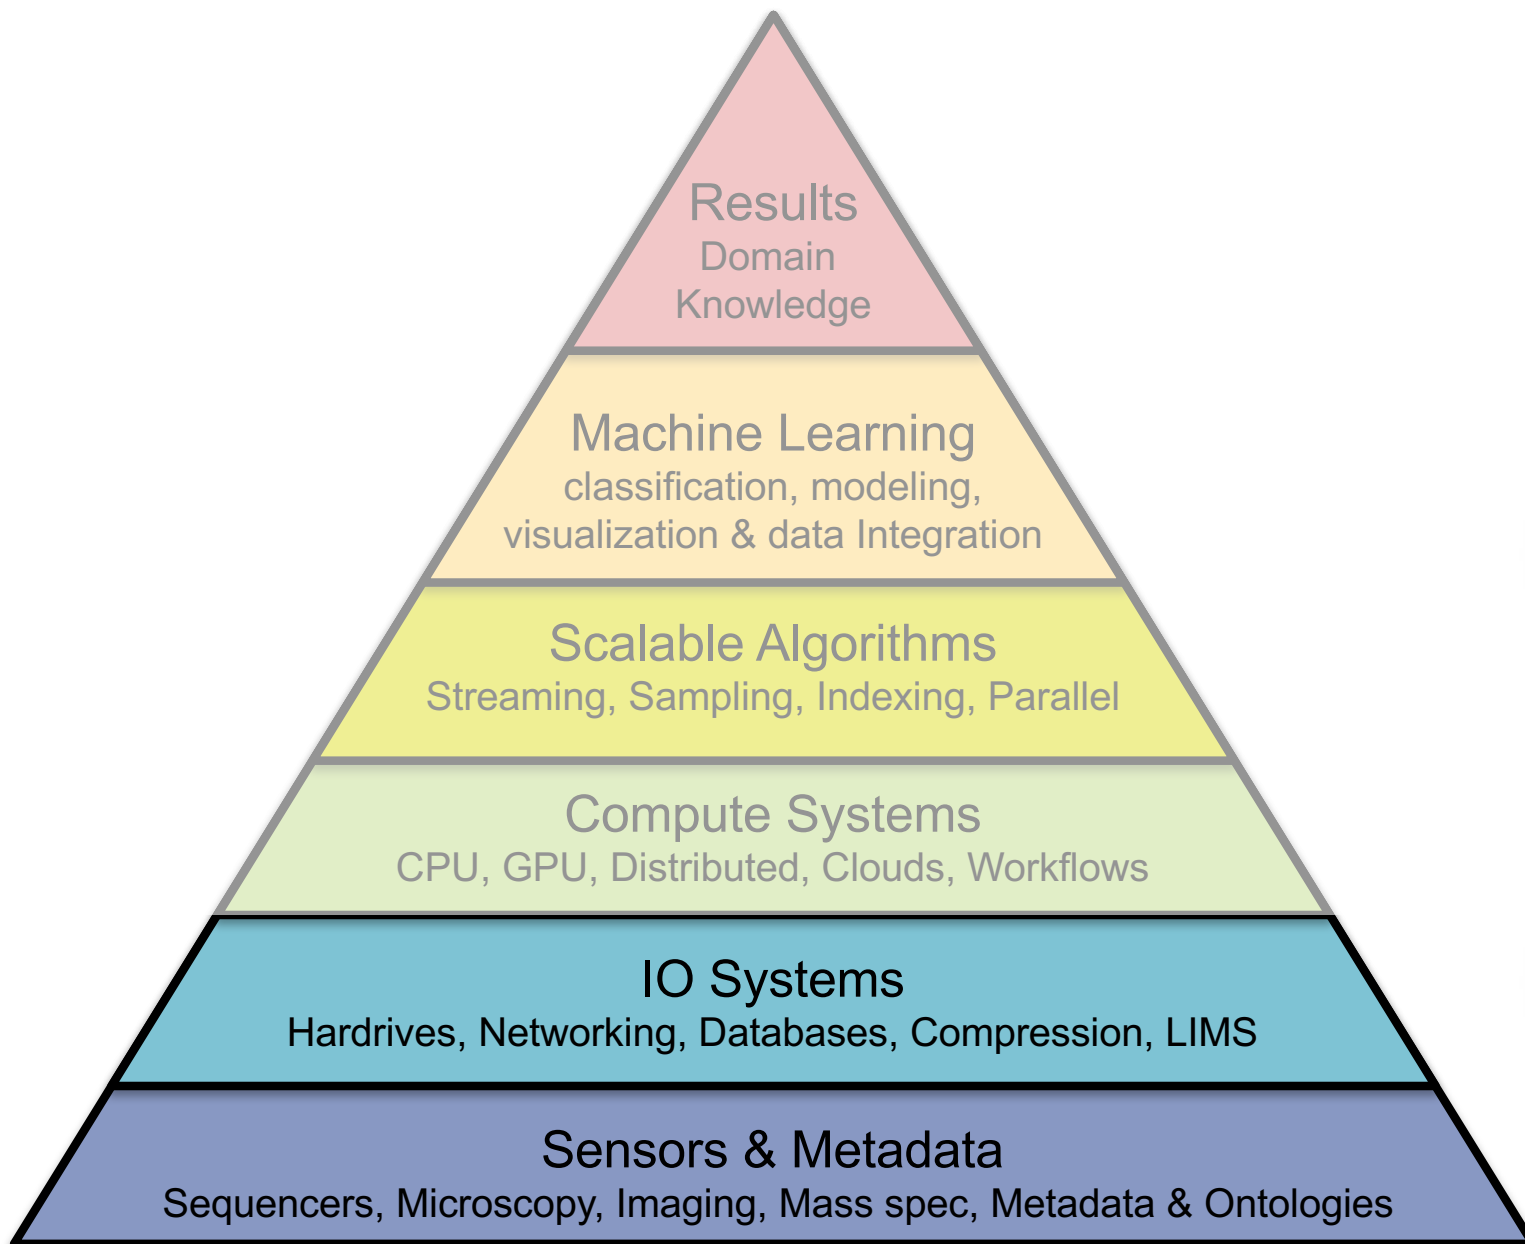 Results
Domain
Knowledge
Machine Learning
classification, modeling,
visualization & data Integration
Scalable Algorithms
Streaming, Sampling, Indexing, Parallel
Compute Systems
CPU, GPU, Distributed, Clouds, Workflows
IO Systems
Hardrives, Networking, Databases, Compression, LIMS
Sensors & Metadata
Sequencers, Microscopy, Imaging, Mass spec, Metadata & Ontologies